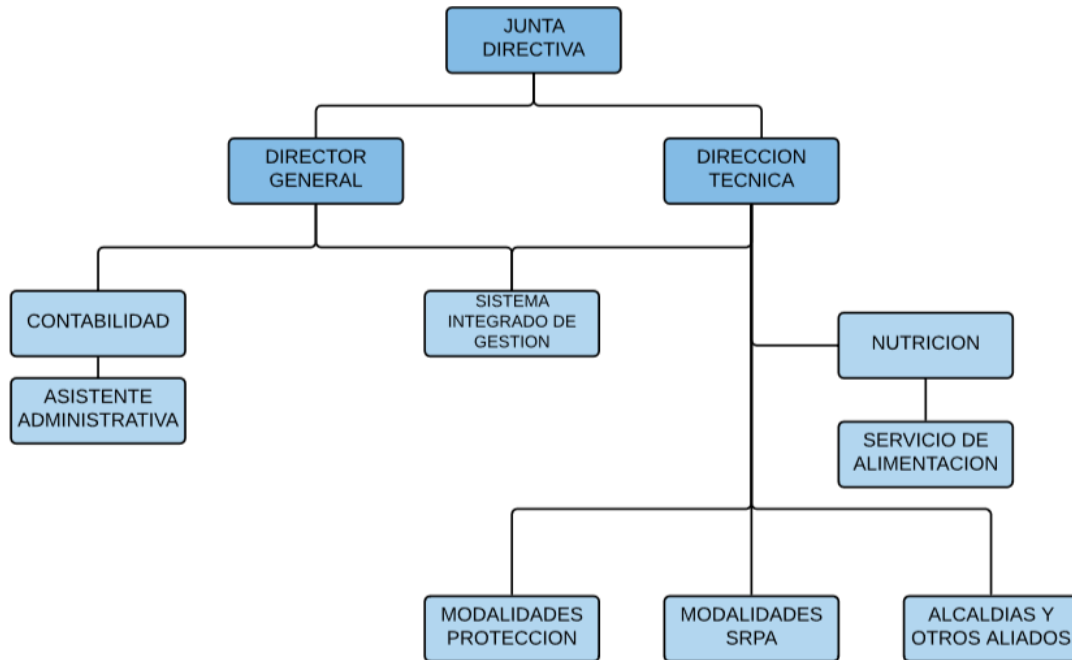 JUNTA
DIRECTIVA
DIRECTOR
GENERAL
DIRECCION
TECNICA
CONTABILIDAD
SISTEMA
INTEGRADO DE
GESTION
NUTRICION
ASISTENTE
ADMINISTRATIVA
SERVICIO DE
ALIMENTACION
MODALIDADES
PROTECCION
MODALIDADES
SRPA
ALCALDIAS Y
OTROS ALIADOS